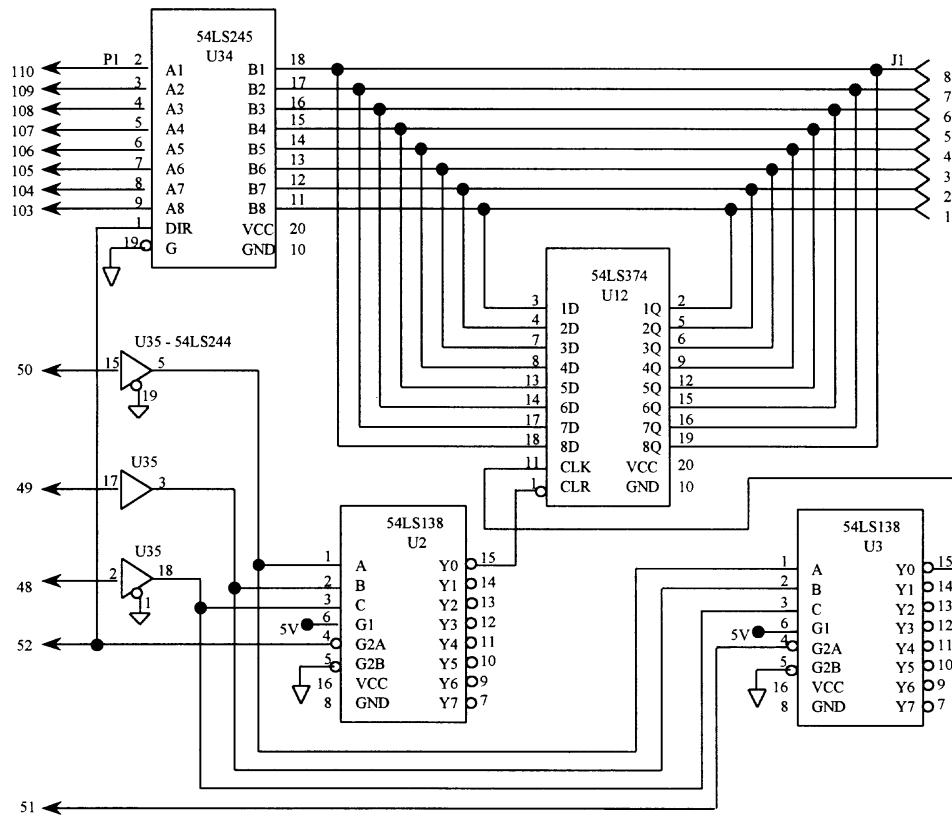 54LS245
U34
P1 2 A1 B1 18 J1
110
3 A2 B2 17 8
109
4 A3 B3 16 7
108
5 A4 B4 15 6
107
6 A5 B5 14 5
106
7 A6 B6 13 4
105
8 A7 B7 12 3
104
9 A8 B8 11 2
103
1 DIR VCC 20 1
19 G GND 10
54LS374
U12
3 1D 1Q 2
4 2D 2Q 5
7 3D 3Q 6
8 4D 4Q 9
13 5D 5Q 12
14 6D 6Q 15
17 7D 7Q 16
18 8D 8Q 19
11 CLK VCC 20
1 CLR GND 10
U35 - 54LS244
50 15 5
19
U35
49 17 3
U35
48 2 18
1
52
51
54LS138
U2
1 A Y0 15
2 B Y1 14
3 C Y2 13
5V 6 G1 Y3 12
4 G2A Y4 11
5 G2B Y5 10
16 VCC Y6 9
8 GND Y7 7
54LS138
U3
1 A Y0 15
2 B Y1 14
3 C Y2 13
5V 6 G1 Y3 12
4 G2A Y4 11
5 G2B Y5 10
16 VCC Y6 9
8 GND Y7 7